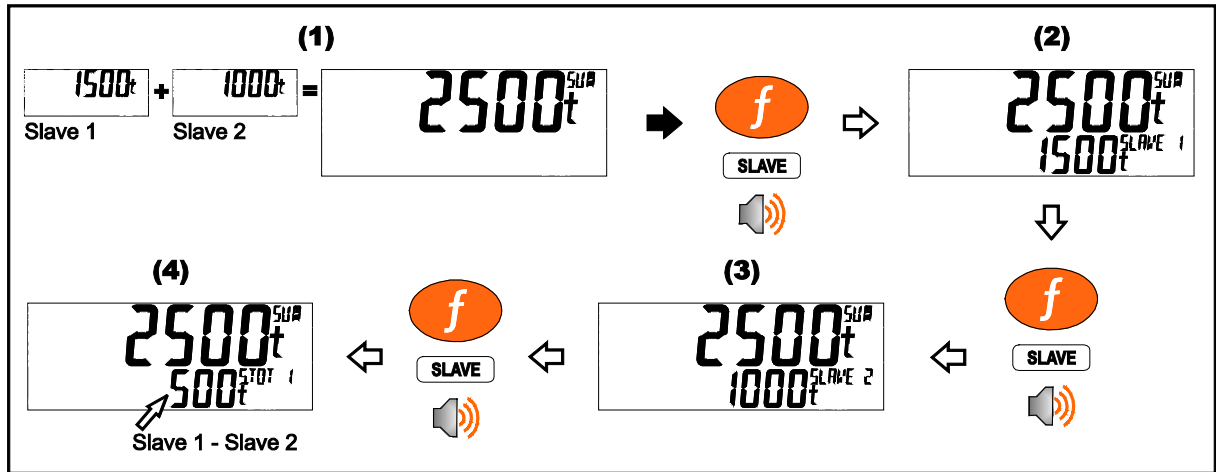 (1)
1500t + 1000t = 2500t SUM
Slave 1 Slave 2
f
SLAVE
(2)
2500t SUM
1500t SLAVE 1
f
SLAVE
(3)
2500t SUM
1000t SLAVE 2
f
SLAVE
(4)
2500t SUM
500t STOT 1
Slave 1 - Slave 2